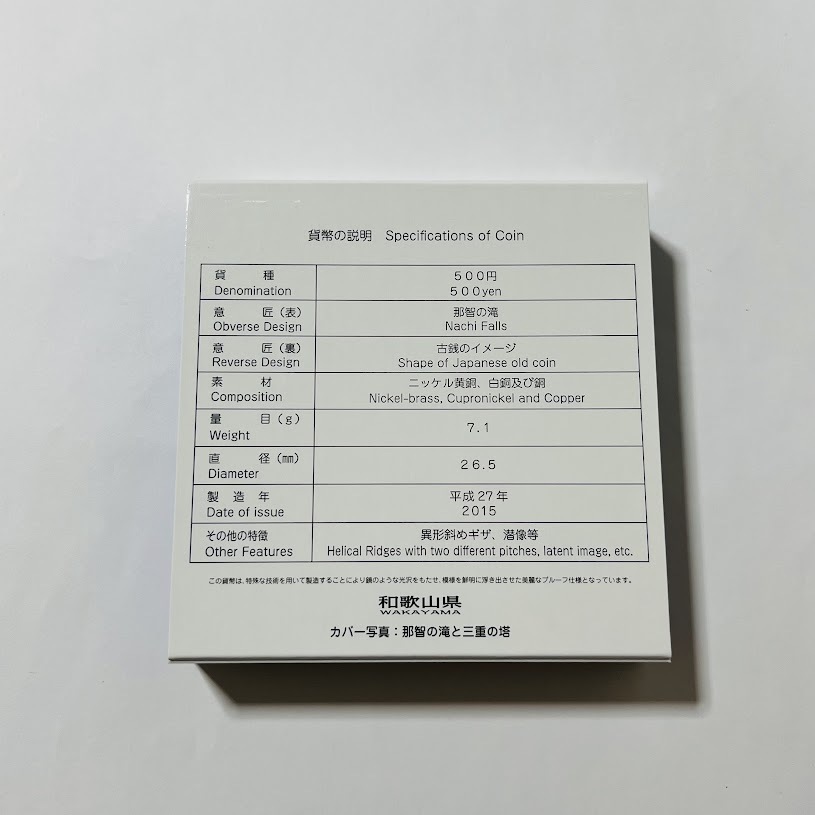 貨幣の説明 Specifications of Coin
貨種 ５００円
Denomination ５００yen
意匠（表） 那智の滝
Obverse Design Nachi Falls
意匠（裏） 古銭のイメージ
Reverse Design Shape of Japanese old coin
素材 ニッケル黄銅、白銅及び銅
Composition Nickel-brass, Cupronickel and Copper
量目（g）
Weight 7.1
直径（㎜）
Diameter 26.5
製造年 平成27年
Date of issue 2015
その他の特徴 異形斜めギザ、潜像等
Other Features Helical Ridges with two different pitches, latent image, etc.
この貨幣は、特殊な技術を用いて製造することにより鏡のような光沢をもたせ、模様を鮮明に浮き出させた美麗なプルーフ仕様となっています。
和歌山県
WAKAYAMA
カバー写真：那智の滝と三重の塔